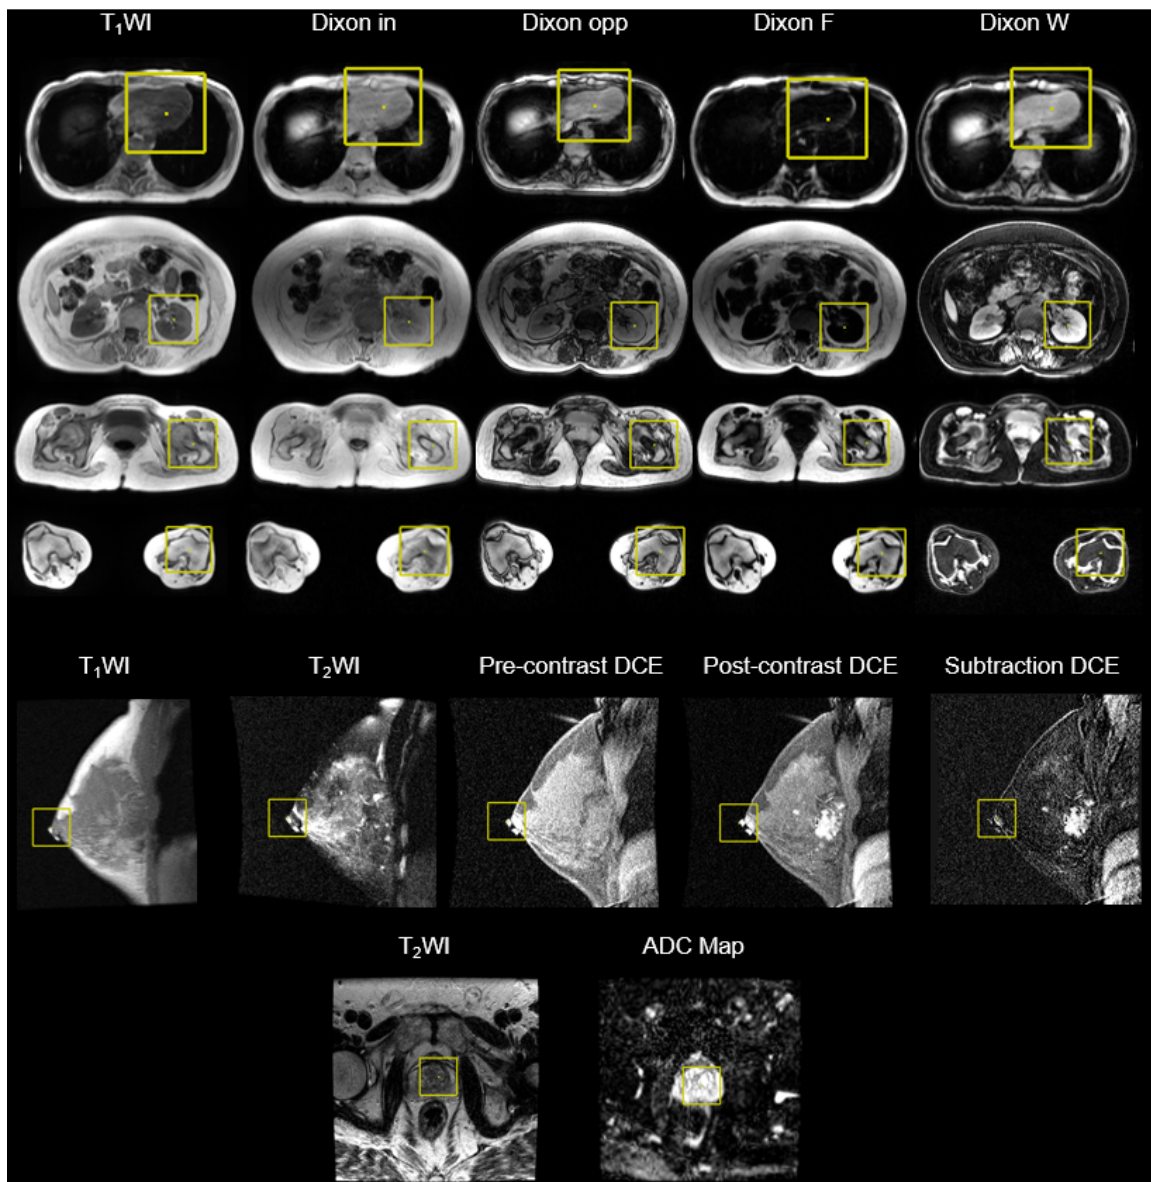 T₁WI Dixon in Dixon opp Dixon F Dixon W
T₁WI T₂WI Pre-contrast DCE Post-contrast DCE Subtraction DCE
T₂WI ADC Map